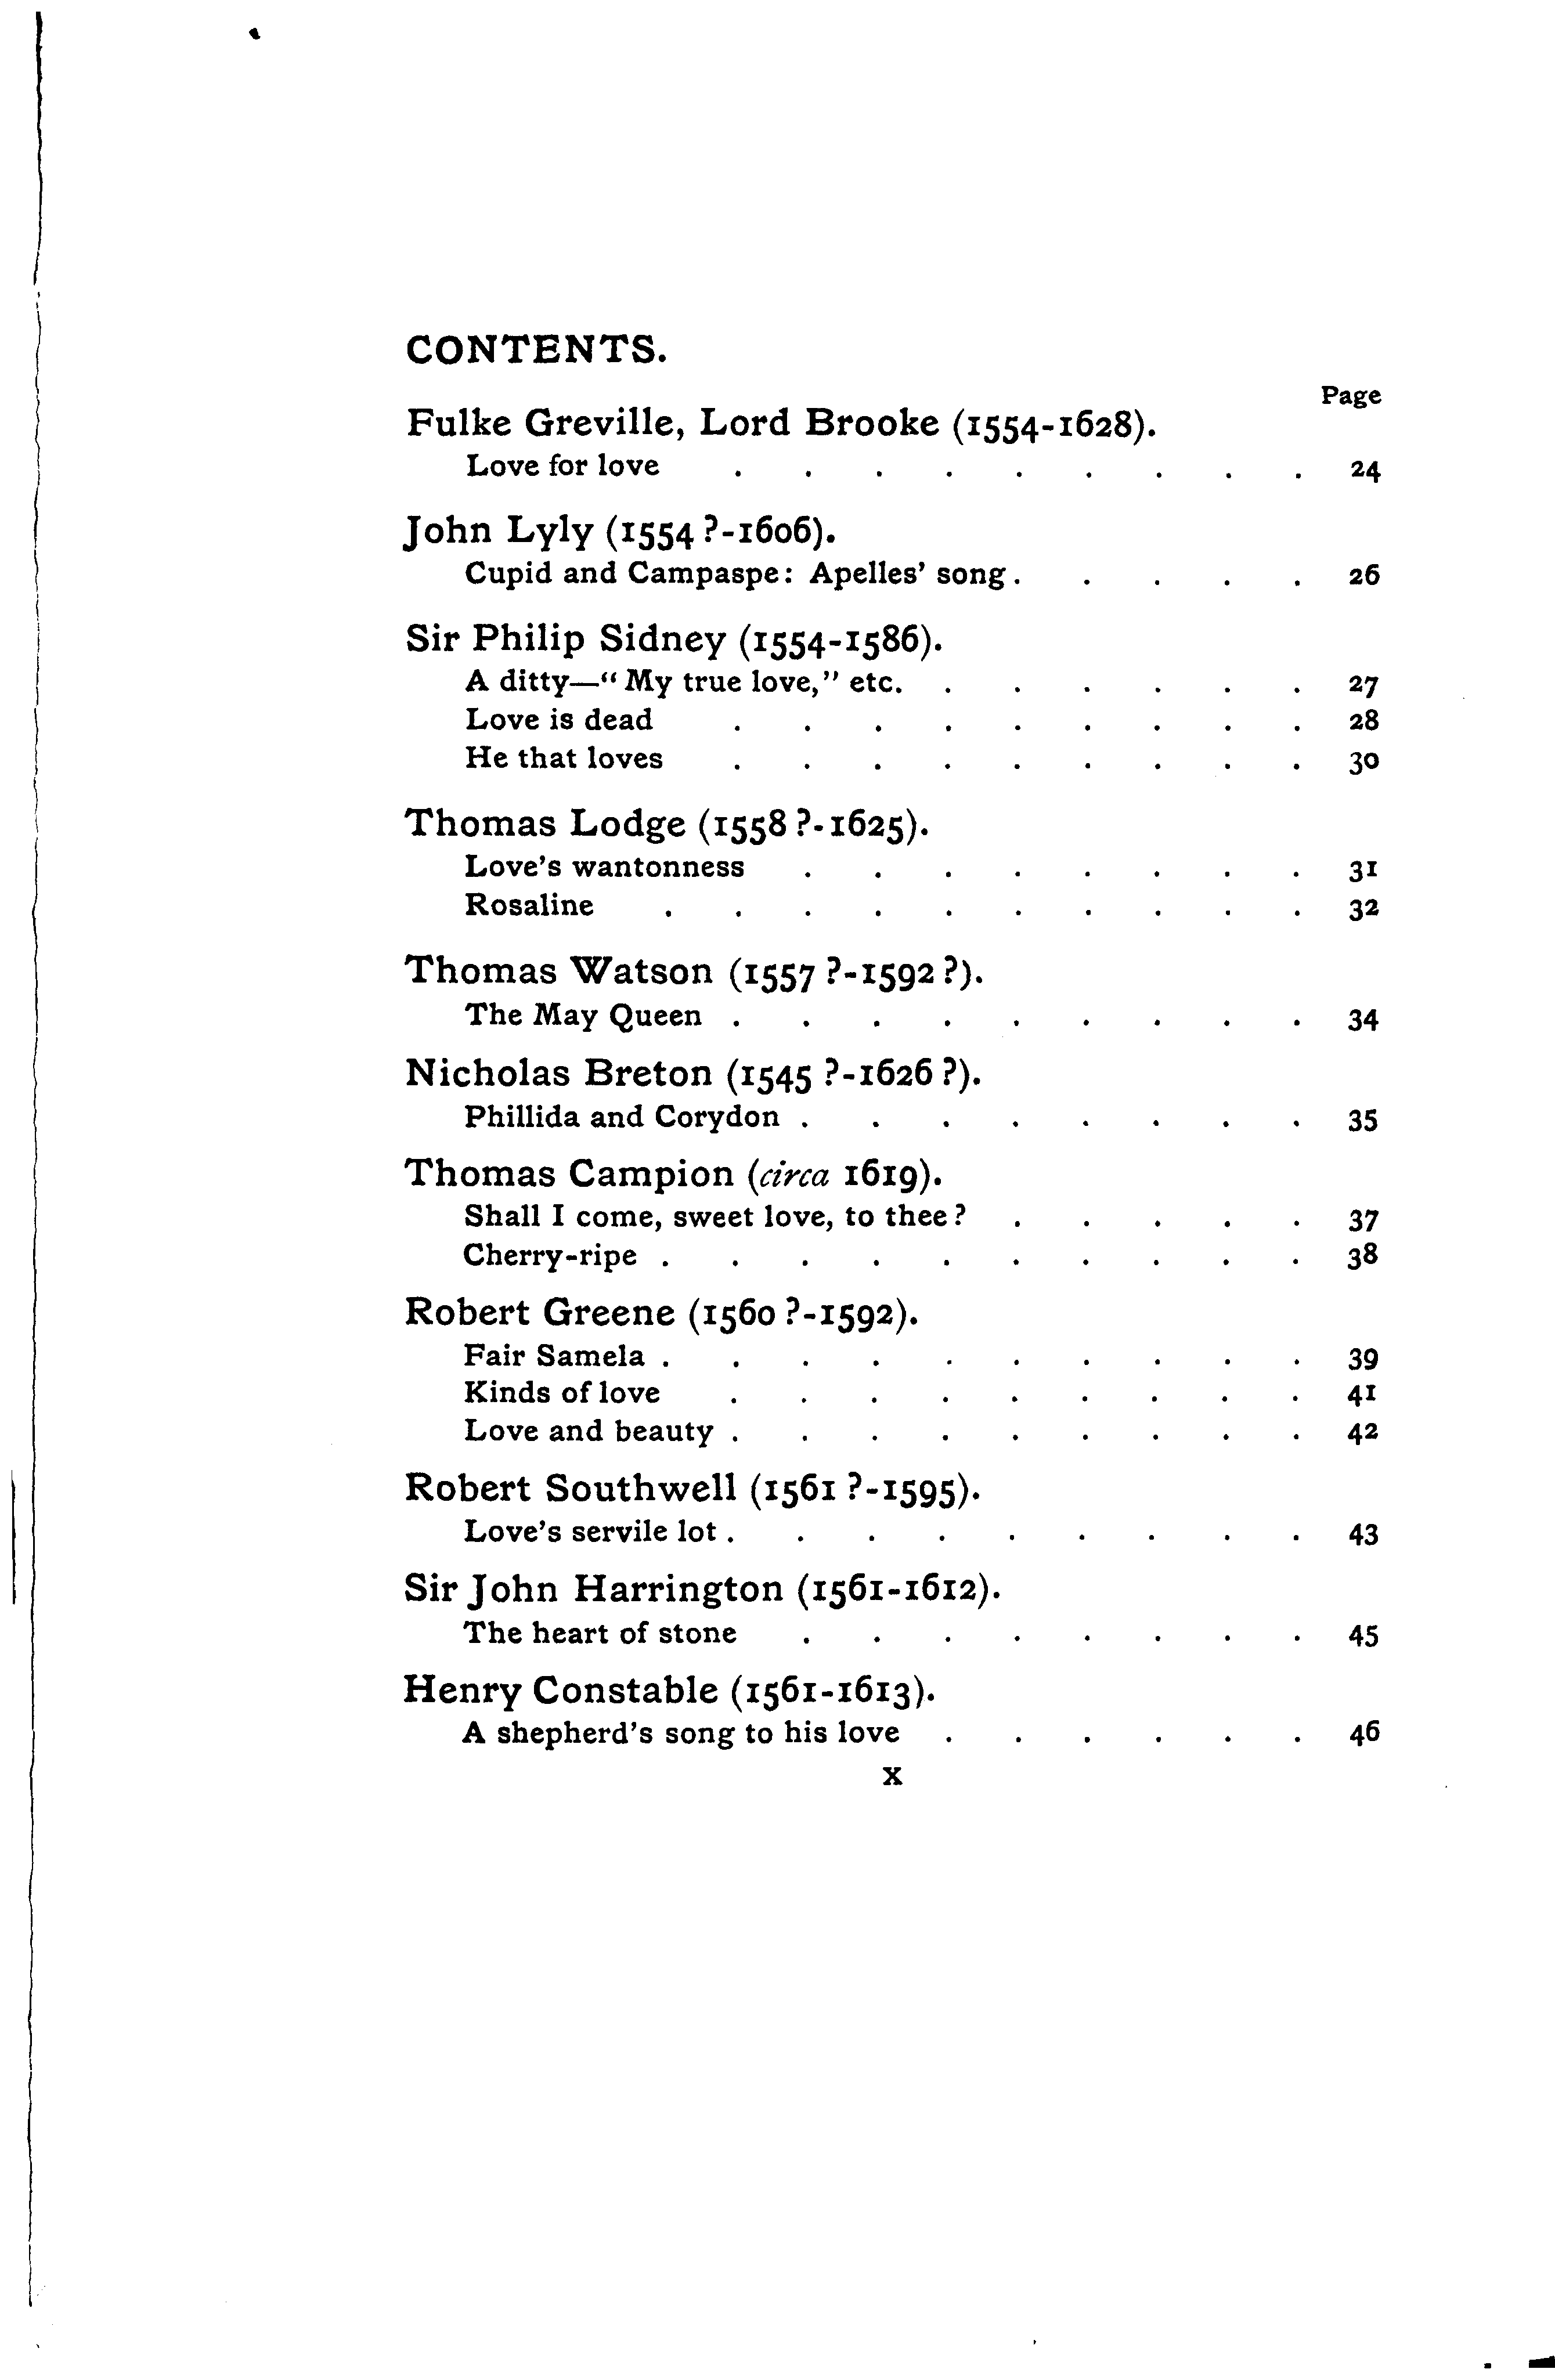 CONTENTS.
Page
Fulke Greville, Lord Brooke (1554-1628).
Love for love . . . . . . . . . 24
John Lyly (1554 ?-1606).
Cupid and Campaspe: Apelles' song . . . . . 26
Sir Philip Sidney (1554-1586).
A ditty—“ My true love,” etc. . . . . . . 27
Love is dead . . . . . . . . . 28
He that loves . . . . . . . . . 30
Thomas Lodge (1558 ?-1625).
Love's wantonness . . . . . . . . 31
Rosaline . . . . . . . . . . 32
Thomas Watson (1557 ?-1592 ?).
The May Queen . . . . . . . . . 34
Nicholas Breton (1545 ?-1626 ?).
Phillida and Corydon . . . . . . . . 35
Thomas Campion (circa 1619).
Shall I come, sweet love, to thee ? . . . . . 37
Cherry-ripe . . . . . . . . . . 38
Robert Greene (1560 ?-1592).
Fair Samela . . . . . . . . . . 39
Kinds of love . . . . . . . . . 41
Love and beauty . . . . . . . . . 42
Robert Southwell (1561 ?-1595).
Love's servile lot . . . . . . . . . 43
Sir John Harrington (1561-1612).
The heart of stone . . . . . . . . 45
Henry Constable (1561-1613).
A shepherd's song to his love . . . . . . 46
x